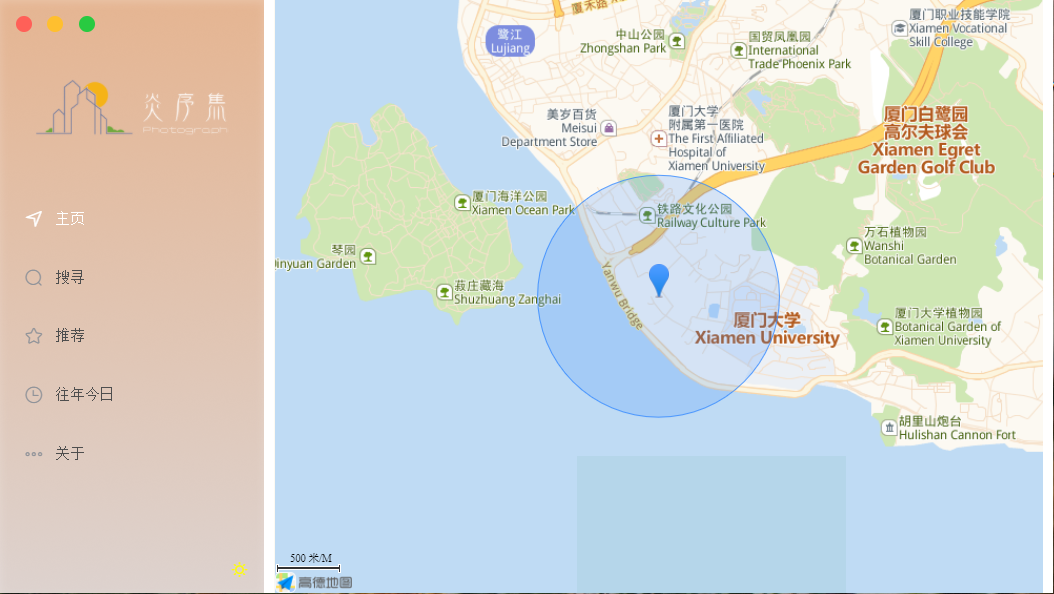 炎序集
Photograph
主页
搜寻
推荐
往年今日
关于
厦禾路
鹭江
Lujiang
中山公园
Zhongshan Park
国贸凤凰园
International
Trade Phoenix Park
厦门职业技能学院
Xiamen Vocational
Skill College
美岁百货
Meisui
Department Store
厦门大学
附属第一医院
The First Affiliated
Hospital of
Xiamen University
厦门白鹭园
高尔夫球会
Xiamen Egret
Garden Golf Club
厦门海洋公园
Xiamen Ocean Park
铁路文化公园
Railway Culture Park
琴园
inyuan Garden
万石植物园
Wanshi
Botanical Garden
菽庄藏海
Shuzhuang Zanghai
Yanwu Bridge
厦门大学
Xiamen University
厦门大学植物园
Botanical Garden of
Xiamen University
胡里山炮台
Hulishan Cannon Fort
500 米/M
高德地图